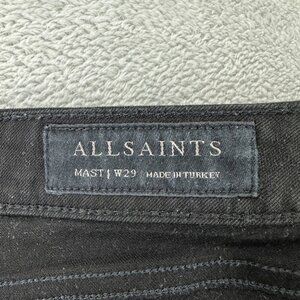 ALLSAINTS
MAST | W29 MADE IN TURKEY